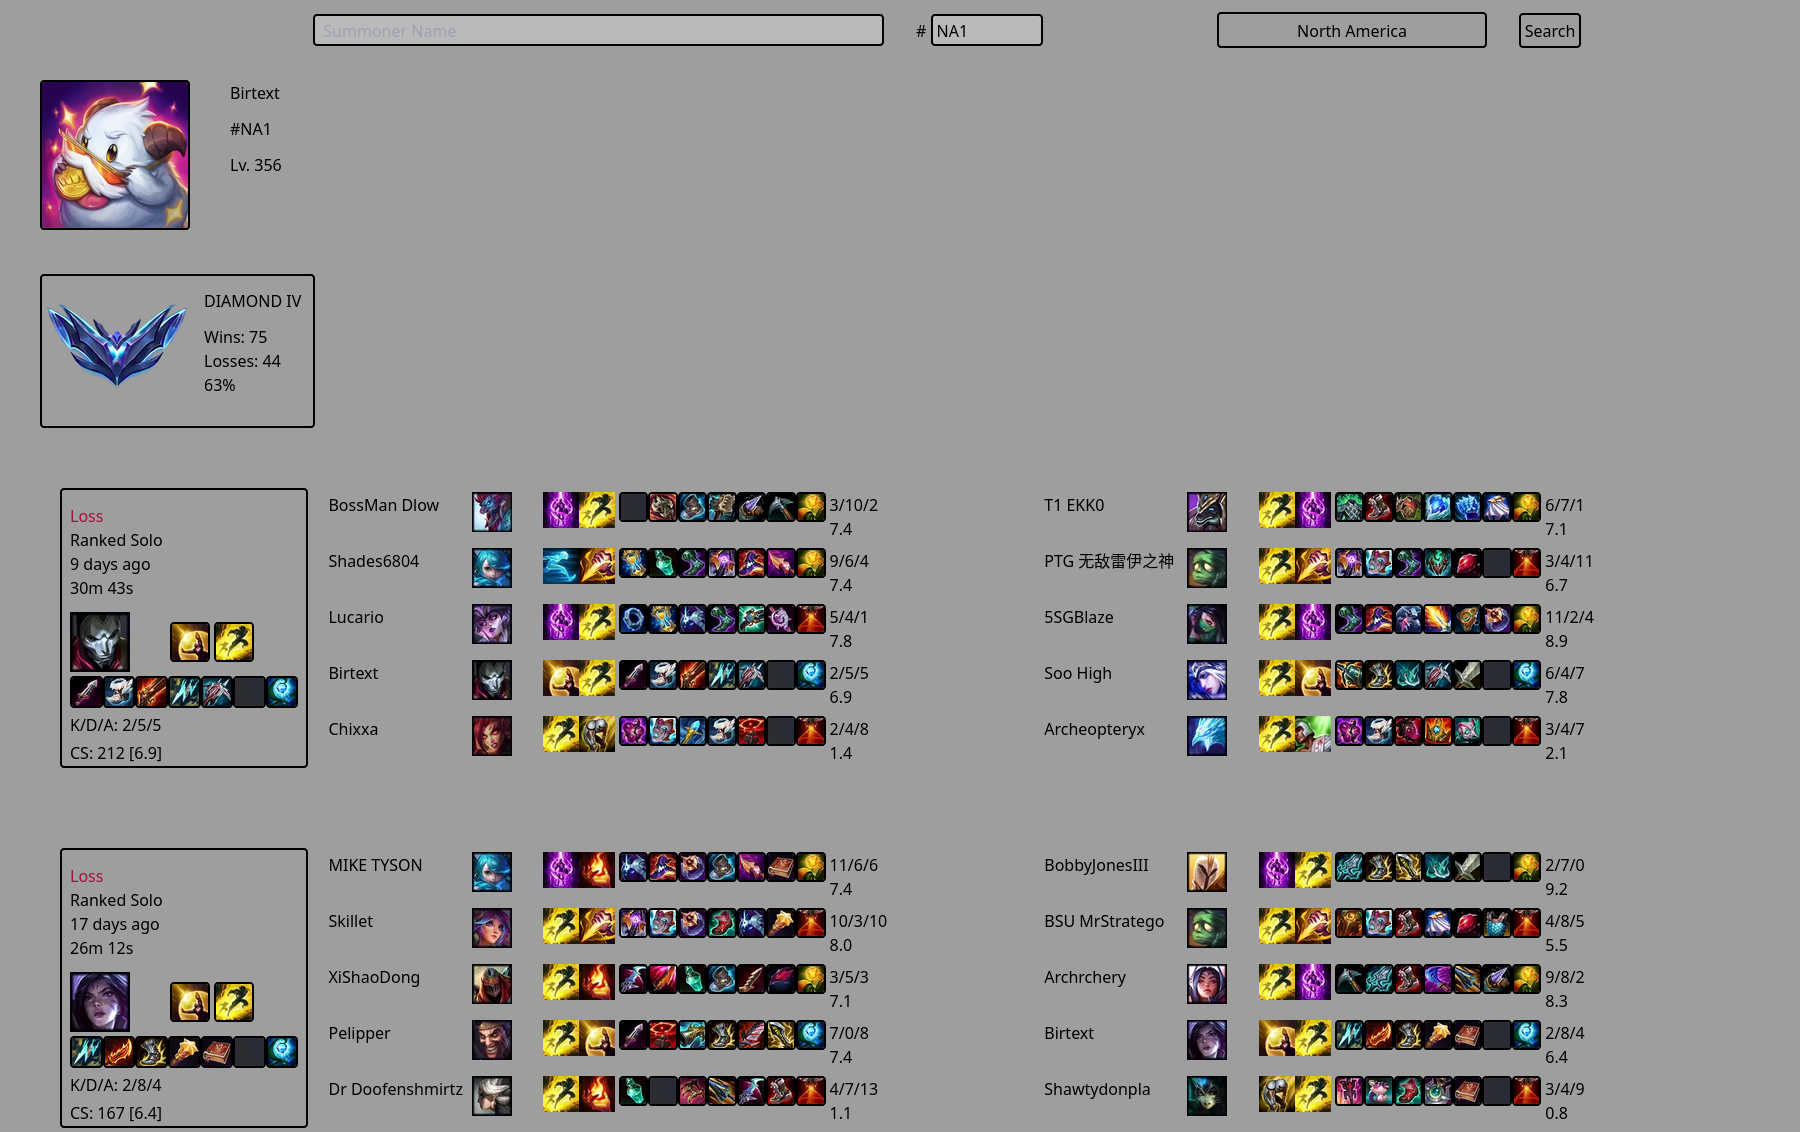 Summoner Name
# NA1
North America
Search
Birtext
#NA1
Lv. 356
DIAMOND IV
Wins: 75
Losses: 44
63%
Loss
Ranked Solo
9 days ago
30m 43s
K/D/A: 2/5/5
CS: 212 [6.9]
BossMan Dlow
3/10/2
7.4
Shades6804
9/6/4
7.4
Lucario
5/4/1
7.8
Birtext
2/5/5
6.9
Chixxa
2/4/8
1.4
T1 EKK0
6/7/1
7.1
PTG 无敌雷伊之神
3/4/11
6.7
5SGBlaze
11/2/4
8.9
Soo High
6/4/7
7.8
Archeopteryx
3/4/7
2.1
Loss
Ranked Solo
17 days ago
26m 12s
K/D/A: 2/8/4
CS: 167 [6.4]
MIKE TYSON
11/6/6
7.4
Skillet
10/3/10
8.0
XiShaoDong
3/5/3
7.1
Pelipper
7/0/8
7.4
Dr Doofenshmirtz
4/7/13
1.1
BobbyJonesIII
2/7/0
9.2
BSU MrStratego
4/8/5
5.5
Archrchery
9/8/2
8.3
Birtext
2/8/4
6.4
Shawtydonpla
3/4/9
0.8